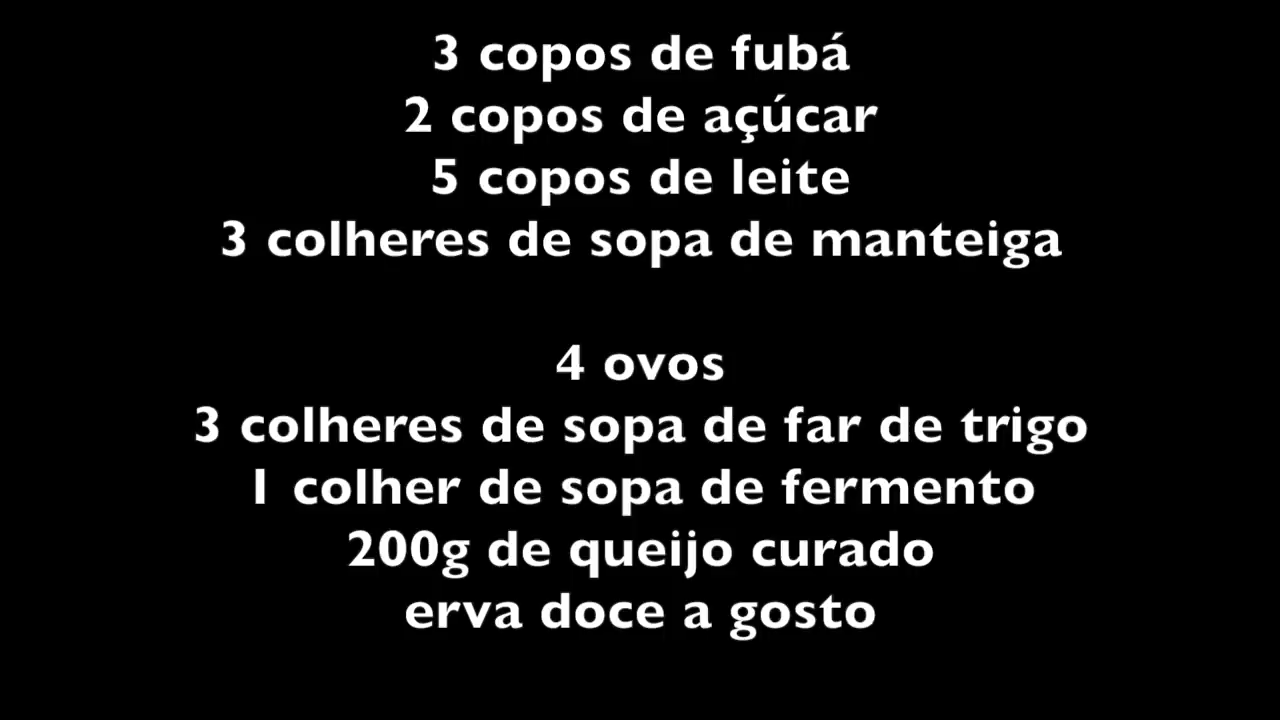 3 copos de fubá
2 copos de açúcar
5 copos de leite
3 colheres de sopa de manteiga
4 ovos
3 colheres de sopa de far de trigo
1 colher de sopa de fermento
200g de queijo curado
erva doce a gosto